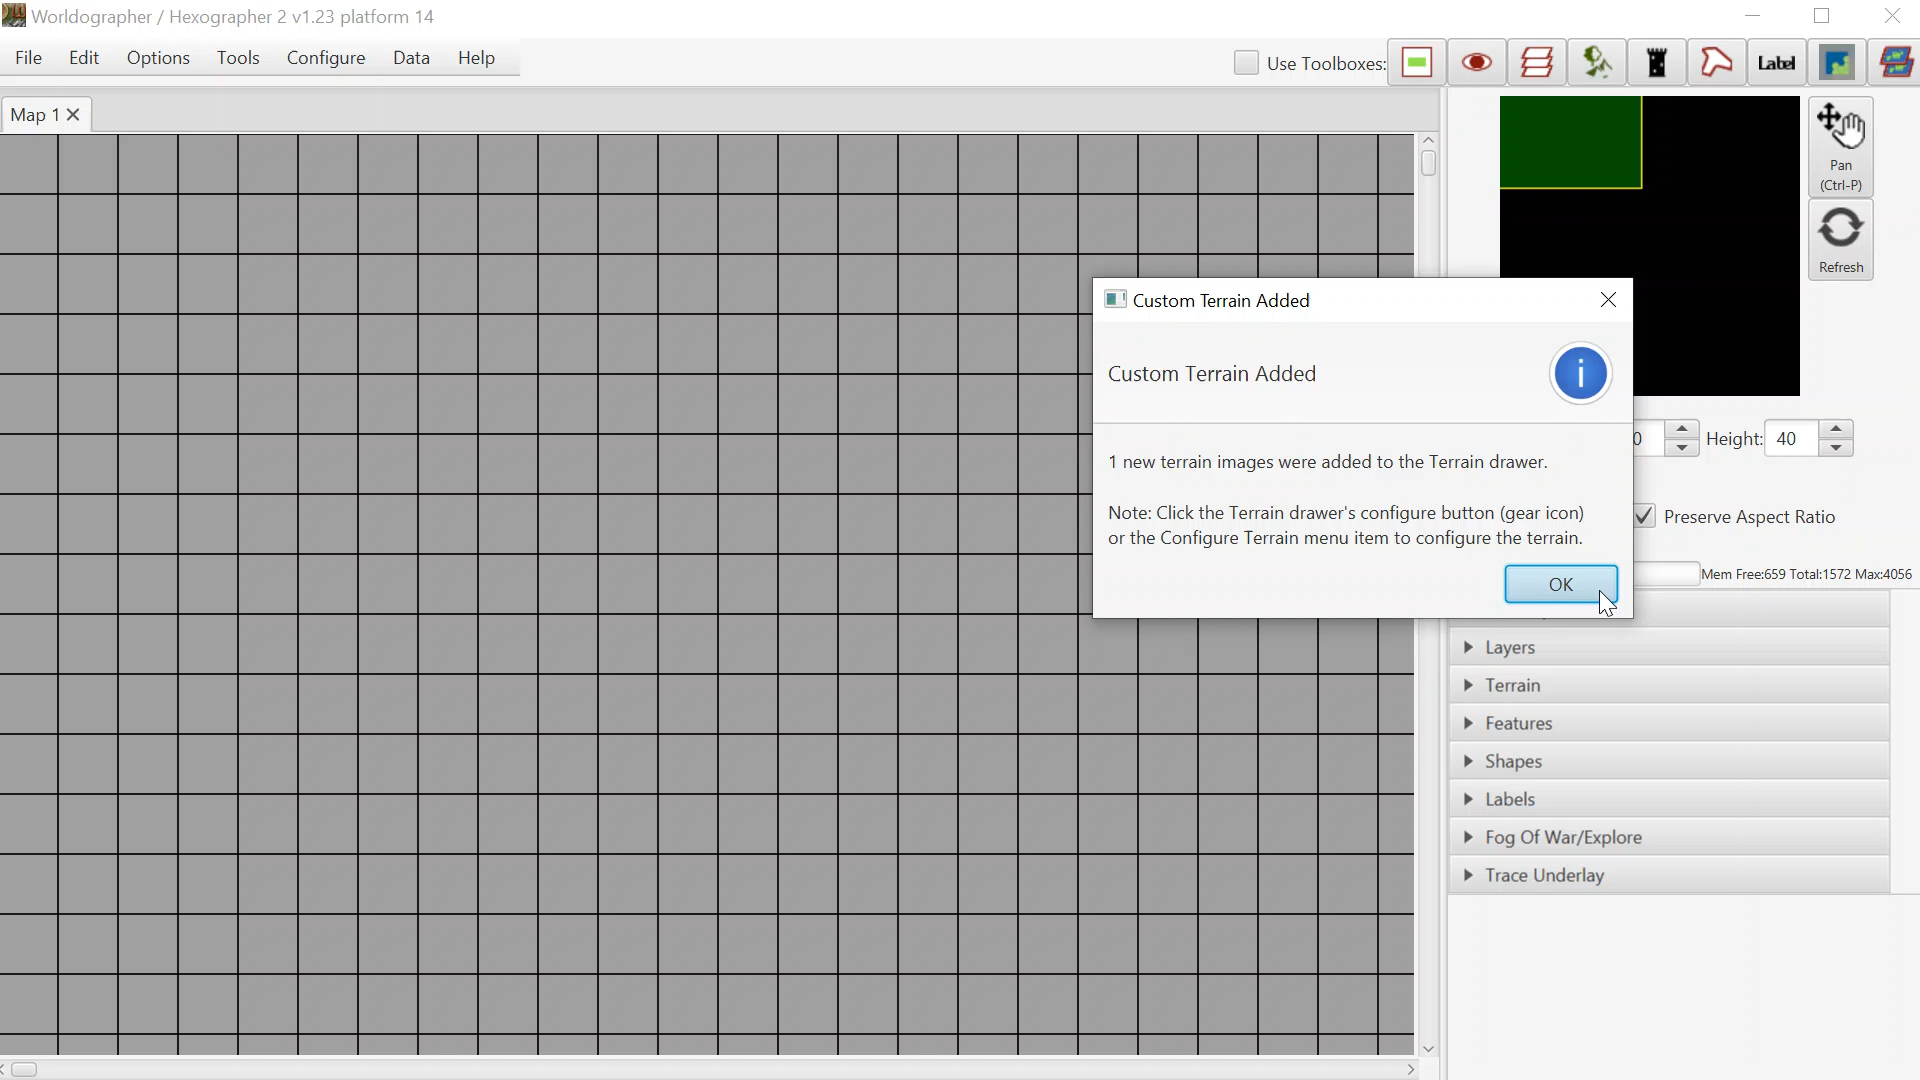 Worldographer / Hexographer 2 v1.23 platform 14
File Edit Options Tools Configure Data Help
Use Toolboxes:
Label
Map 1
Pan
(Ctrl-P)
Refresh
Custom Terrain Added
Custom Terrain Added
1 new terrain images were added to the Terrain drawer.
Note: Click the Terrain drawer's configure button (gear icon)
or the Configure Terrain menu item to configure the terrain.
OK
0 Height: 40
Preserve Aspect Ratio
Mem Free:659 Total:1572 Max:4056
Layers
Terrain
Features
Shapes
Labels
Fog Of War/Explore
Trace Underlay